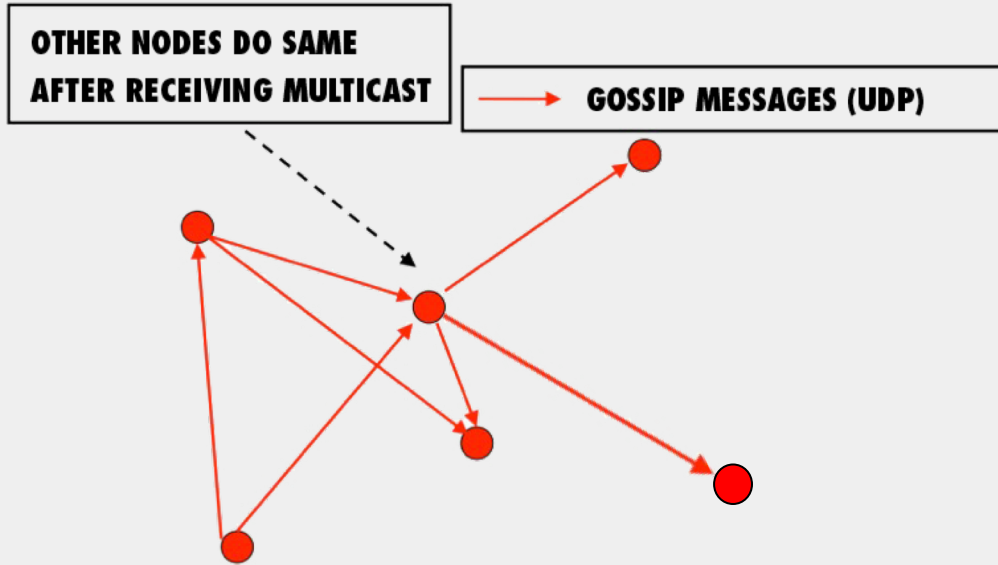 OTHER NODES DO SAME
AFTER RECEIVING MULTICAST
GOSSIP MESSAGES (UDP)